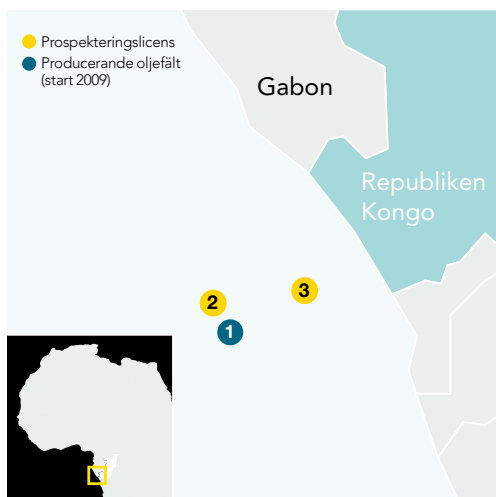 Prospekteringslicens
Producerande oljefält
(start 2009)
Gabon
Republiken
Kongo
3
2
1